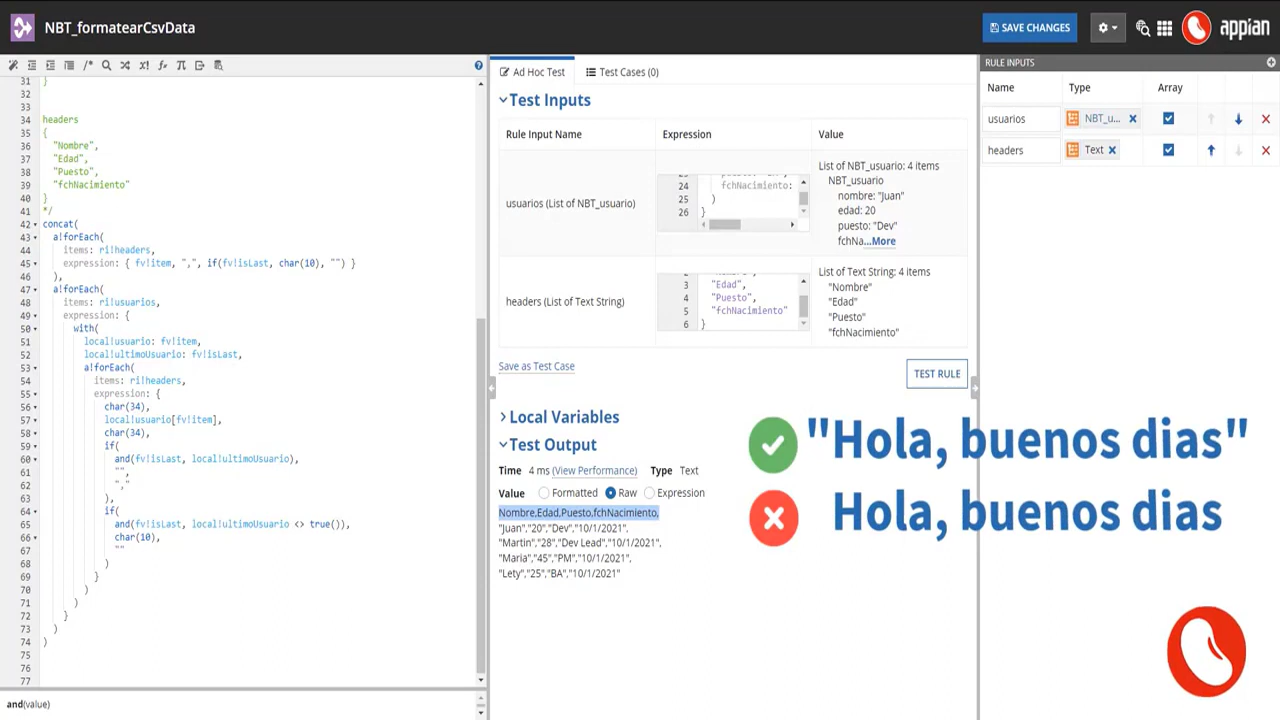 NBT_formatearCsvData
SAVE CHANGES
appian
31 }
32
33
34 headers
35 {
36 "Nombre",
37 "Edad",
38 "Puesto",
39 "fchNacimiento"
40 }
41 */
42 concat(
43 a!forEach(
44 items: ri!headers,
45 expression: { fv!item, ",", if(fv!isLast, char(10), "") }
46 ),
47 a!forEach(
48 items: ri!usuarios,
49 expression: {
50 with(
51 local!usuario: fv!item,
52 local!ultimoUsuario: fv!isLast,
53 a!forEach(
54 items: ri!headers,
55 expression: {
56 char(34),
57 local!usuario[fv!item],
58 char(34),
59 if(
60 and(fv!isLast, local!ultimoUsuario),
61 "",
62 ","
63 ),
64 if(
65 and(fv!isLast, local!ultimoUsuario <> true()),
66 char(10),
67 ""
68 )
69 }
70 )
71 )
72 }
73 )
74 )
75
76
77
and(value)
Ad Hoc Test
Test Cases (0)
Test Inputs
Rule Input Name Expression Value
usuarios (List of NBT_usuario)
24 fchNacimiento:
25 )
26 }
List of NBT_usuario: 4 items
NBT_usuario
nombre: "Juan"
edad: 20
puesto: "Dev"
fchNa...More
headers (List of Text String)
3 "Edad",
4 "Puesto",
5 "fchNacimiento"
6 }
List of Text String: 4 items
"Nombre"
"Edad"
"Puesto"
"fchNacimiento"
Save as Test Case
TEST RULE
Local Variables
Test Output
Time 4 ms (View Performance) Type Text
Value Formatted Raw Expression
Nombre,Edad,Puesto,fchNacimiento,
"Juan","20","Dev","10/1/2021",
"Martin","28","Dev Lead","10/1/2021",
"Maria","45","PM","10/1/2021",
"Lety","25","BA","10/1/2021"
RULE INPUTS
Name Type Array
usuarios NBT_u...
headers Text
"Hola, buenos dias"
Hola, buenos dias